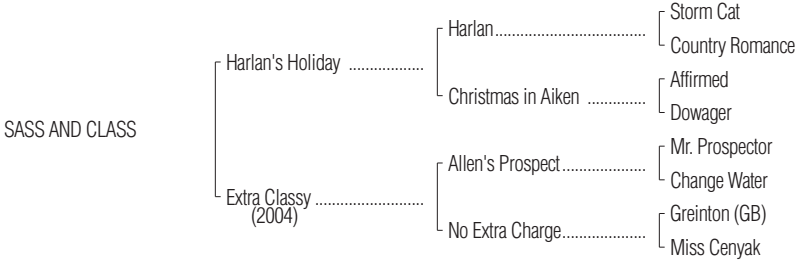 Storm Cat
Harlan....................................
Country Romance
Harlan's Holiday ..................
Affirmed
Christmas in Aiken ..............
Dowager
SASS AND CLASS
Mr. Prospector
Allen's Prospect....................
Change Water
Extra Classy ..........................
(2004)
Greinton (GB)
No Extra Charge....................
Miss Cenyak